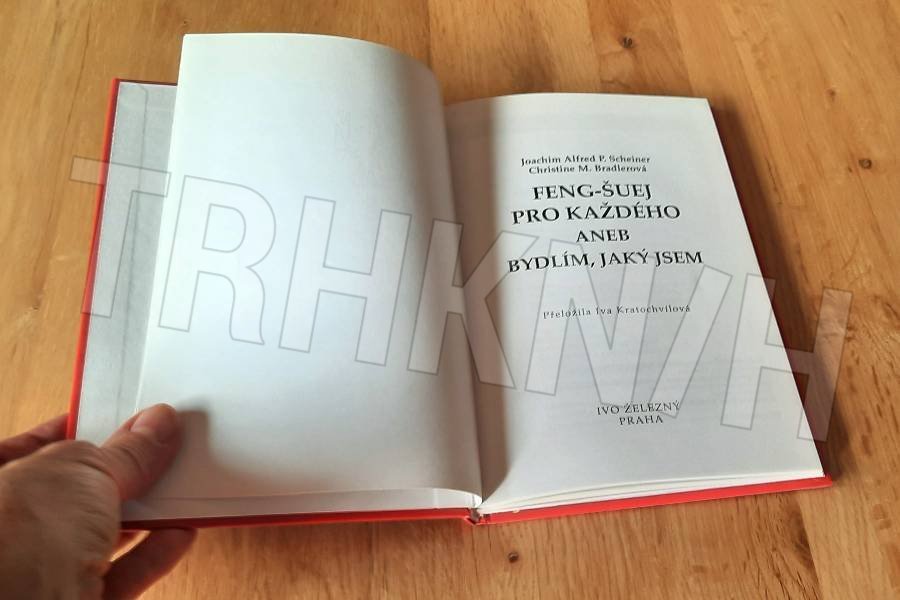 Joachim Alfred P. Scheiner
Christine M. Bradlerová
FENG-ŠUEJ
PRO KAŽDÉHO
ANEB
BYDLÍM, JAKÝ JSEM
Přeložila Iva Kratochvílová
IVO ŽELEZNÝ
PRAHA
TRHKNIH